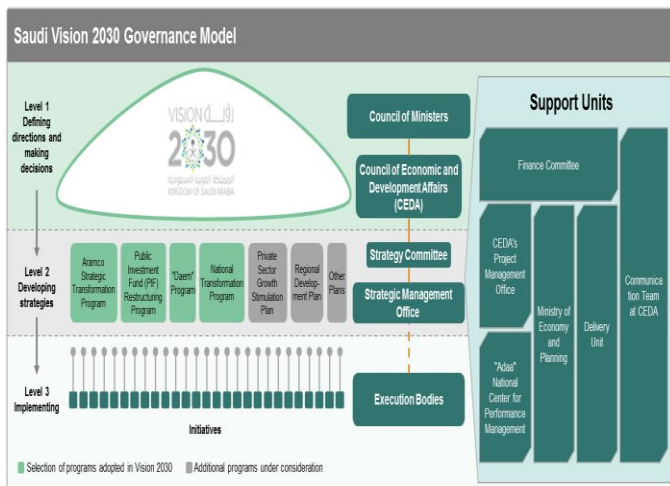 Saudi Vision 2030 Governance Model
Level 1
Defining
directions and
making
decisions
VISION رؤيــة
2030
المملكة العربية السعودية
KINGDOM OF SAUDI ARABIA
Council of Ministers
Council of Economic and
Development Affairs
(CEDA)
Level 2
Developing
strategies
Aramco
Strategic
Transformation
Program
Public
Investment
Fund (PIF)
Restructuring
Program
"Daem"
Program
National
Transformation
Program
Private
Sector
Growth
Stimulation
Plan
Regional
Develop-
ment Plan
Other
Plans
Strategy Committee
Strategic Management
Office
Level 3
Implementing
Initiatives
Execution Bodies
Support Units
Finance Committee
CEDA's
Project
Management
Office
"Adaa"
National
Center for
Performance
Management
Ministry of
Economy
and
Planning
Delivery
Unit
Communica
tion Team
at CEDA
Selection of programs adopted in Vision 2030
Additional programs under consideration